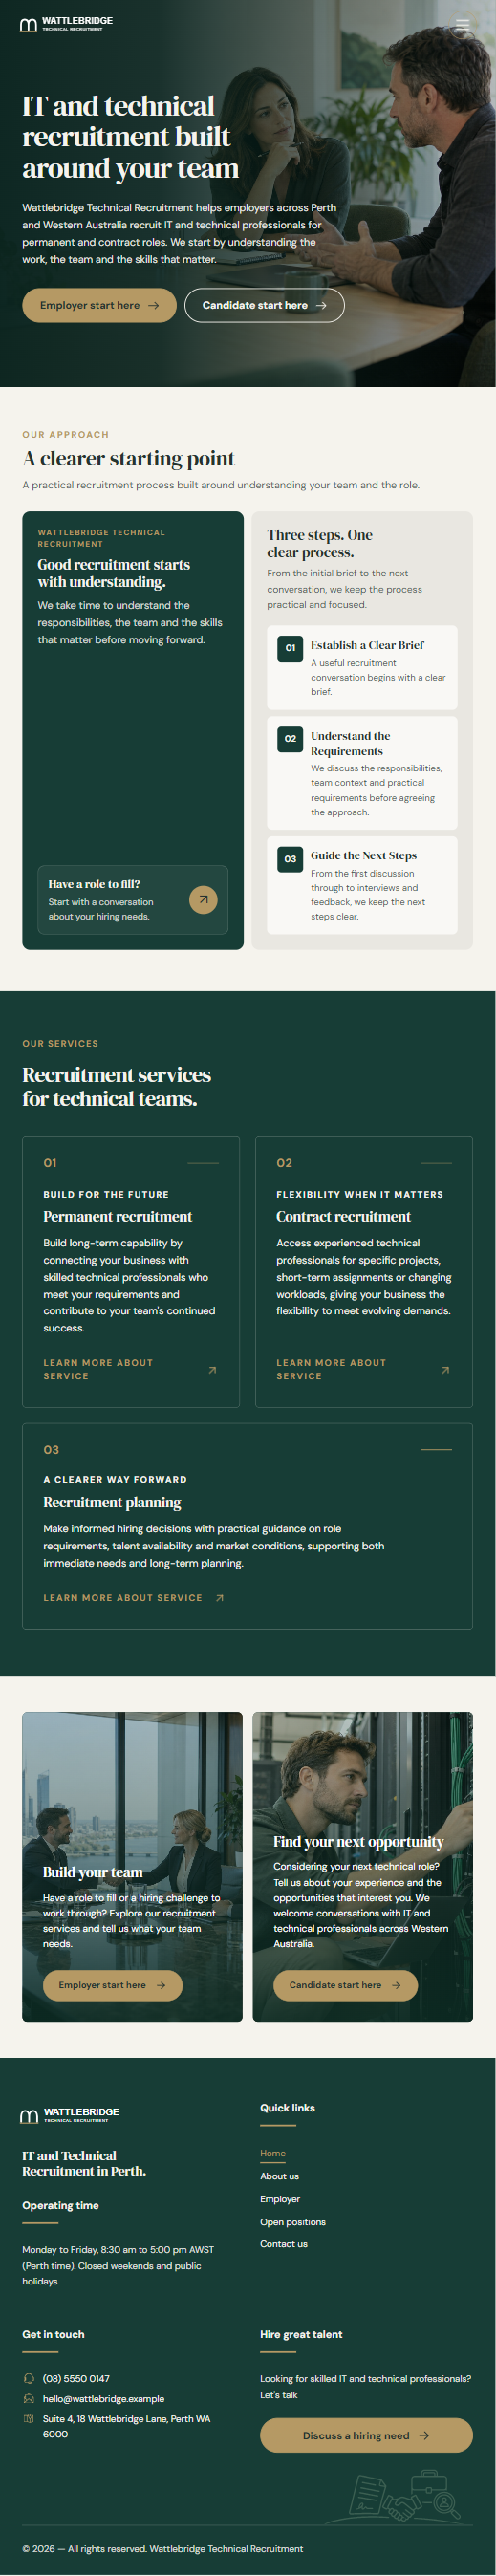 WATTLEBRIDGE
TECHNICAL RECRUITMENT
IT and technical
recruitment built
around your team
Wattlebridge Technical Recruitment helps employers across Perth
and Western Australia recruit IT and technical professionals for
permanent and contract roles. We start by understanding the
work, the team and the skills that matter.
Employer start here
Candidate start here
OUR APPROACH
A clearer starting point
A practical recruitment process built around understanding your team and the role.
WATTLEBRIDGE TECHNICAL
RECRUITMENT
Good recruitment starts
with understanding.
We take time to understand the
responsibilities, the team and the skills
that matter before moving forward.
Have a role to fill?
Start with a conversation
about your hiring needs.
Three steps. One
clear process.
From the initial brief to the next
conversation, we keep the process
practical and focused.
01
Establish a Clear Brief
A useful recruitment
conversation begins with a clear
brief.
02
Understand the
Requirements
We discuss the responsibilities,
team context and practical
requirements before agreeing
the approach.
03
Guide the Next Steps
From the first discussion
through to interviews and
feedback, we keep the next
steps clear.
OUR SERVICES
Recruitment services
for technical teams.
01
BUILD FOR THE FUTURE
Permanent recruitment
Build long-term capability by
connecting your business with
skilled technical professionals who
meet your requirements and
contribute to your team's continued
success.
LEARN MORE ABOUT
SERVICE
02
FLEXIBILITY WHEN IT MATTERS
Contract recruitment
Access experienced technical
professionals for specific projects,
short-term assignments or changing
workloads, giving your business the
flexibility to meet evolving demands.
LEARN MORE ABOUT
SERVICE
03
A CLEARER WAY FORWARD
Recruitment planning
Make informed hiring decisions with practical guidance on role
requirements, talent availability and market conditions, supporting both
immediate needs and long-term planning.
LEARN MORE ABOUT SERVICE
Build your team
Have a role to fill or a hiring challenge to
work through? Explore our recruitment
services and tell us what your team
needs.
Employer start here
Find your next opportunity
Considering your next technical role?
Tell us about your experience and the
opportunities that interest you. We
welcome conversations with IT and
technical professionals across Western
Australia.
Candidate start here
WATTLEBRIDGE
TECHNICAL RECRUITMENT
IT and Technical
Recruitment in Perth.
Operating time
Monday to Friday, 8:30 am to 5:00 pm AWST
(Perth time). Closed weekends and public
holidays.
Quick links
Home
About us
Employer
Open positions
Contact us
Get in touch
(08) 5550 0147
hello@wattlebridge.example
Suite 4, 18 Wattlebridge Lane, Perth WA
6000
Hire great talent
Looking for skilled IT and technical professionals?
Let's talk
Discuss a hiring need
© 2026 — All rights reserved. Wattlebridge Technical Recruitment